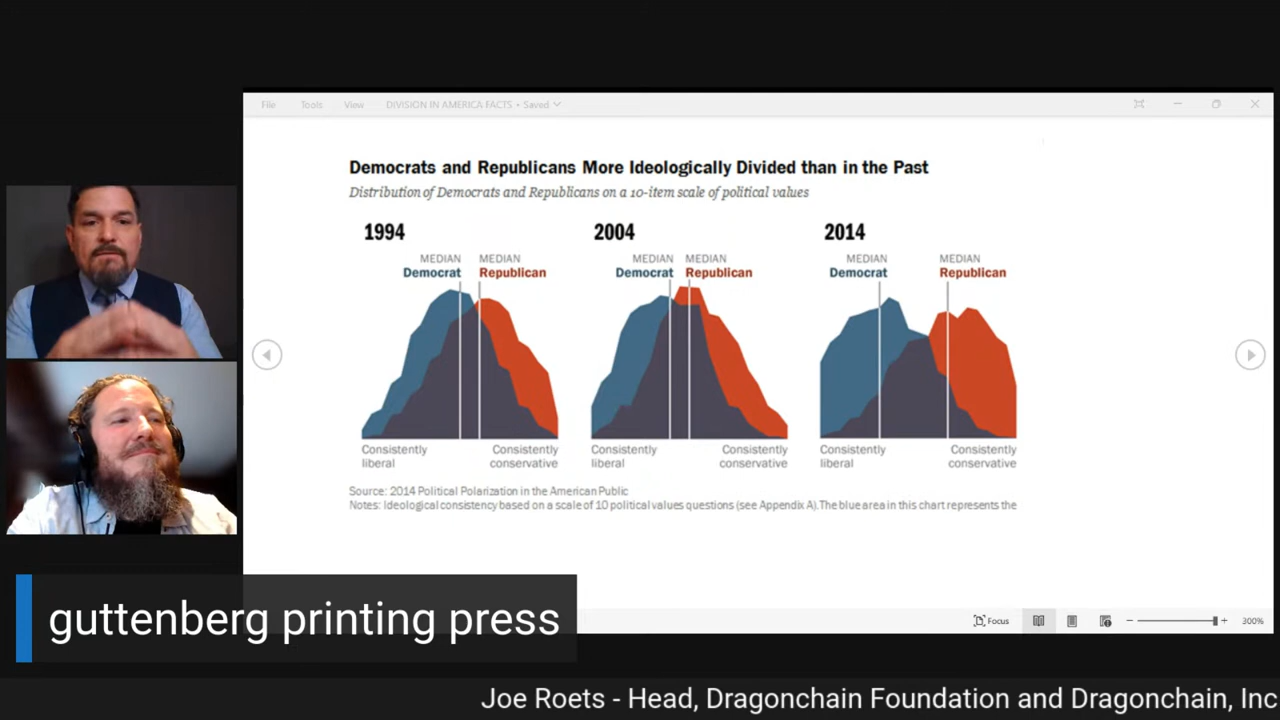 File Tools View DIVISION IN AMERICA FACTS • Saved
Democrats and Republicans More Ideologically Divided than in the Past
Distribution of Democrats and Republicans on a 10-item scale of political values
1994
MEDIAN MEDIAN
Democrat Republican
Consistently liberal
Consistently conservative
2004
MEDIAN MEDIAN
Democrat Republican
Consistently liberal
Consistently conservative
2014
MEDIAN MEDIAN
Democrat Republican
Consistently liberal
Consistently conservative
Source: 2014 Political Polarization in the American Public
Notes: Ideological consistency based on a scale of 10 political values questions (see Appendix A). The blue area in this chart represents the
Focus
300%
guttenberg printing press
Joe Roets - Head, Dragonchain Foundation and Dragonchain, Inc